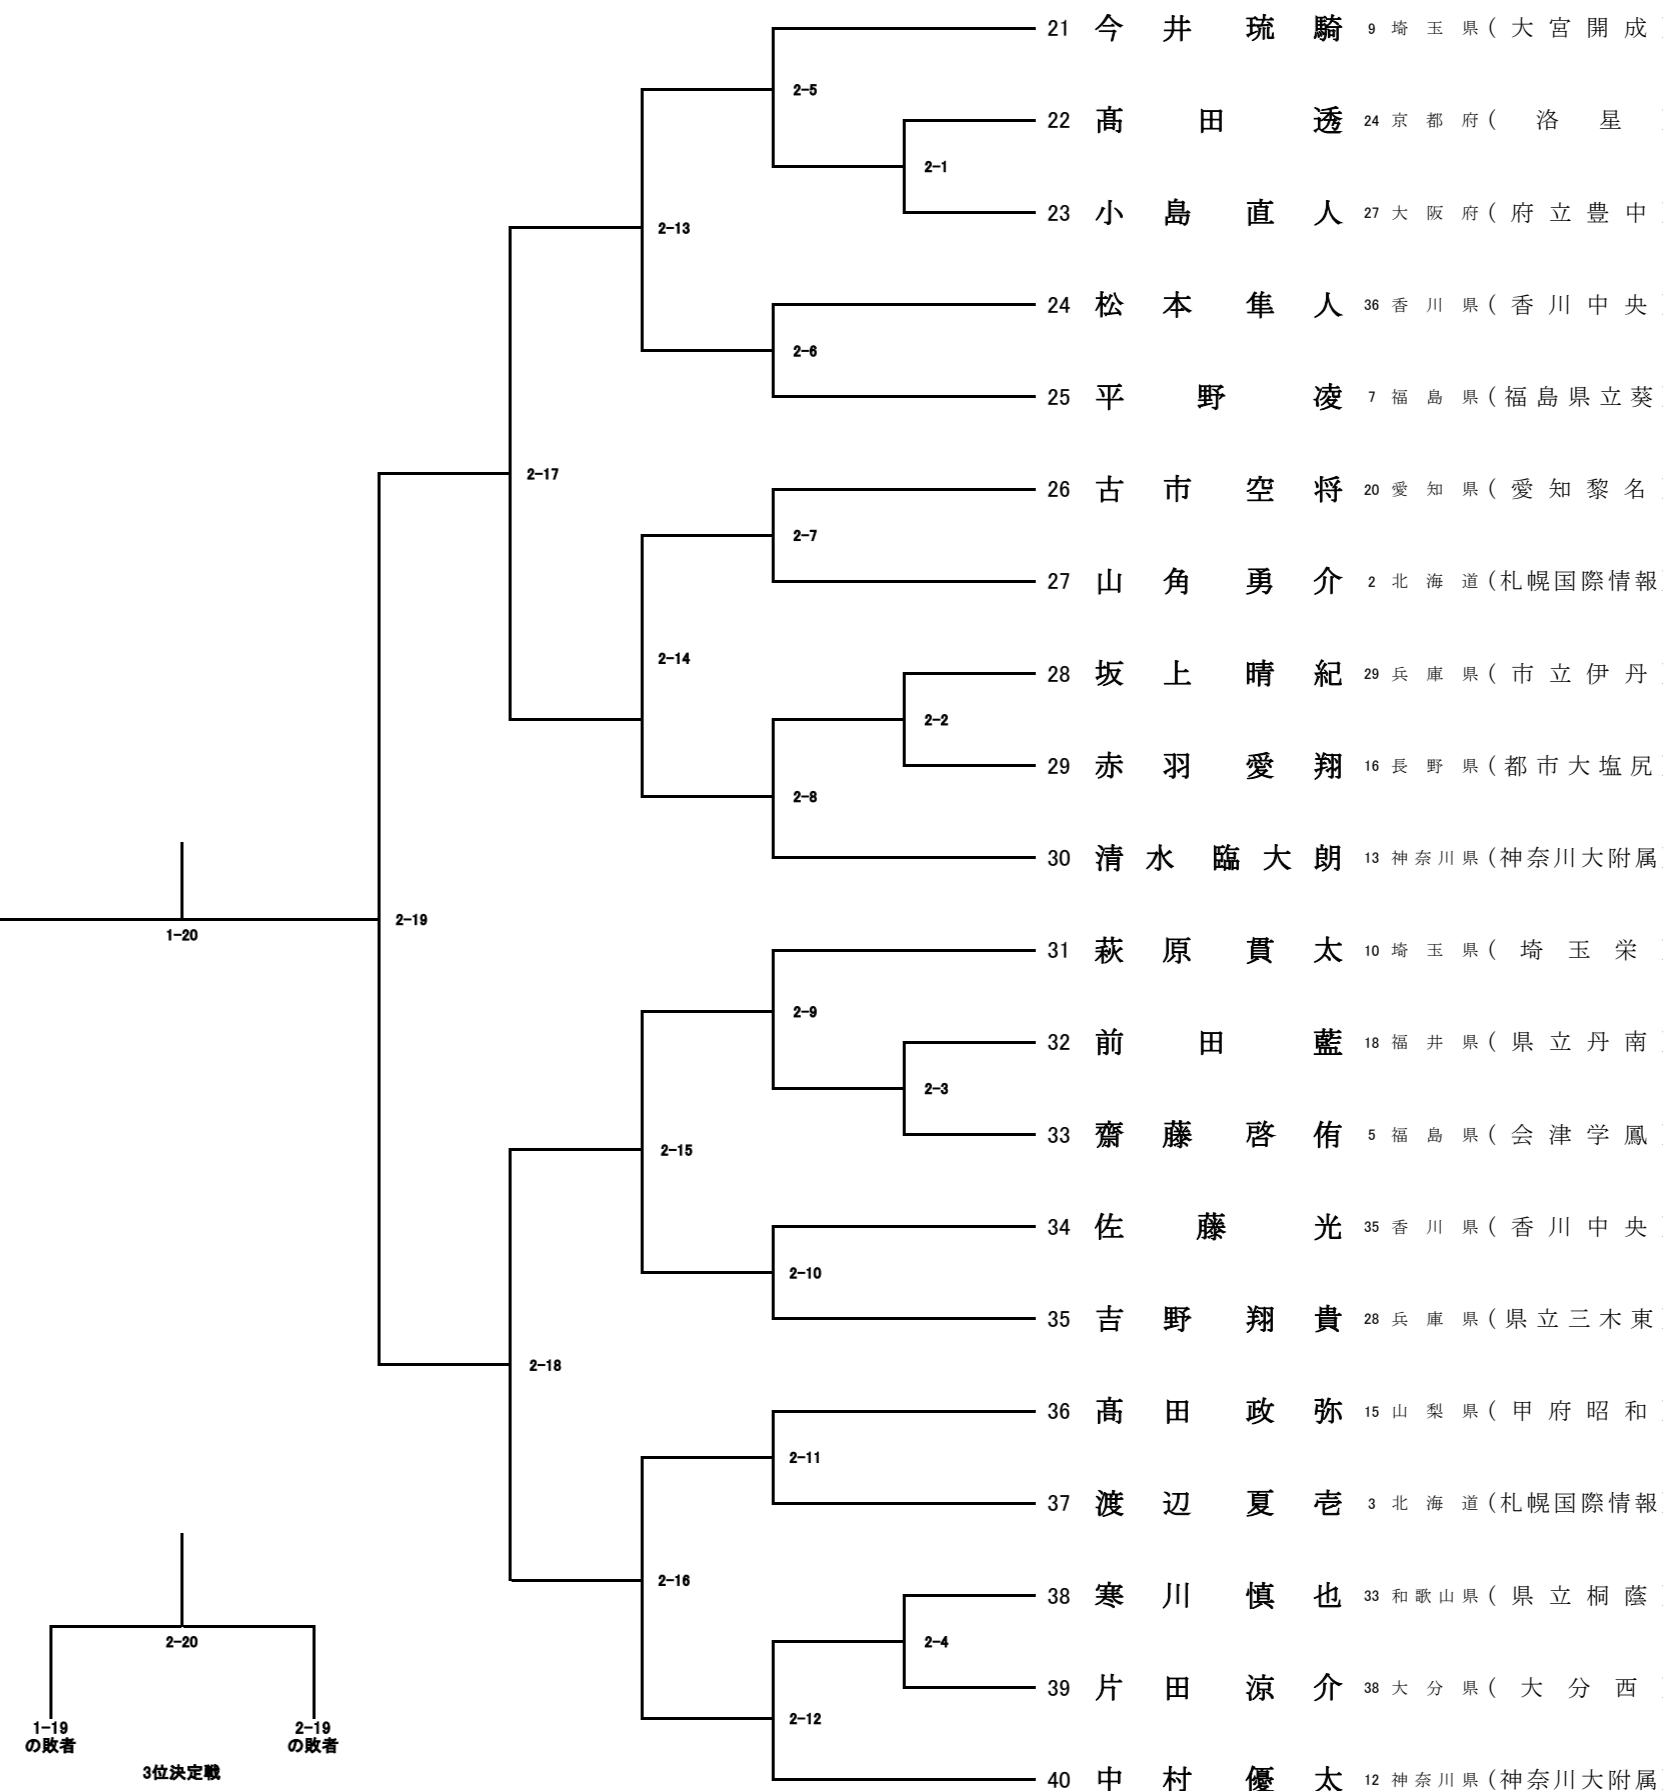 21 今井琉騎 9 埼玉県(大宮開成
2-5
22 髙田透 24 京都府(洛星
2-1
23 小島直人 27 大阪府(府立豊中
2-13
24 松本隼人 36 香川県(香川中央
2-6
25 平野凌 7 福島県(福島県立葵
2-17
26 古市空将 20 愛知県(愛知黎名
2-7
27 山角勇介 2 北海道(札幌国際情報
2-14
28 坂上晴紀 29 兵庫県(市立伊丹
2-2
29 赤羽愛翔 16 長野県(都市大塩尻
2-8
30 清水臨大朗 13 神奈川県(神奈川大附属
2-19
1-20
31 萩原貫太 10 埼玉県(埼玉栄
2-9
32 前田藍 18 福井県(県立丹南
2-3
33 齋藤啓侑 5 福島県(会津学鳳
2-15
34 佐藤光 35 香川県(香川中央
2-10
35 吉野翔貴 28 兵庫県(県立三木東
2-18
36 髙田政弥 15 山梨県(甲府昭和
2-11
37 渡辺夏壱 3 北海道(札幌国際情報
2-16
38 寒川慎也 33 和歌山県(県立桐蔭
2-20 2-4
39 片田涼介 38 大分県(大分西
2-12
1-19 2-19
の敗者 の敗者
3位決定戦
40 中村優太 12 神奈川県(神奈川大附属